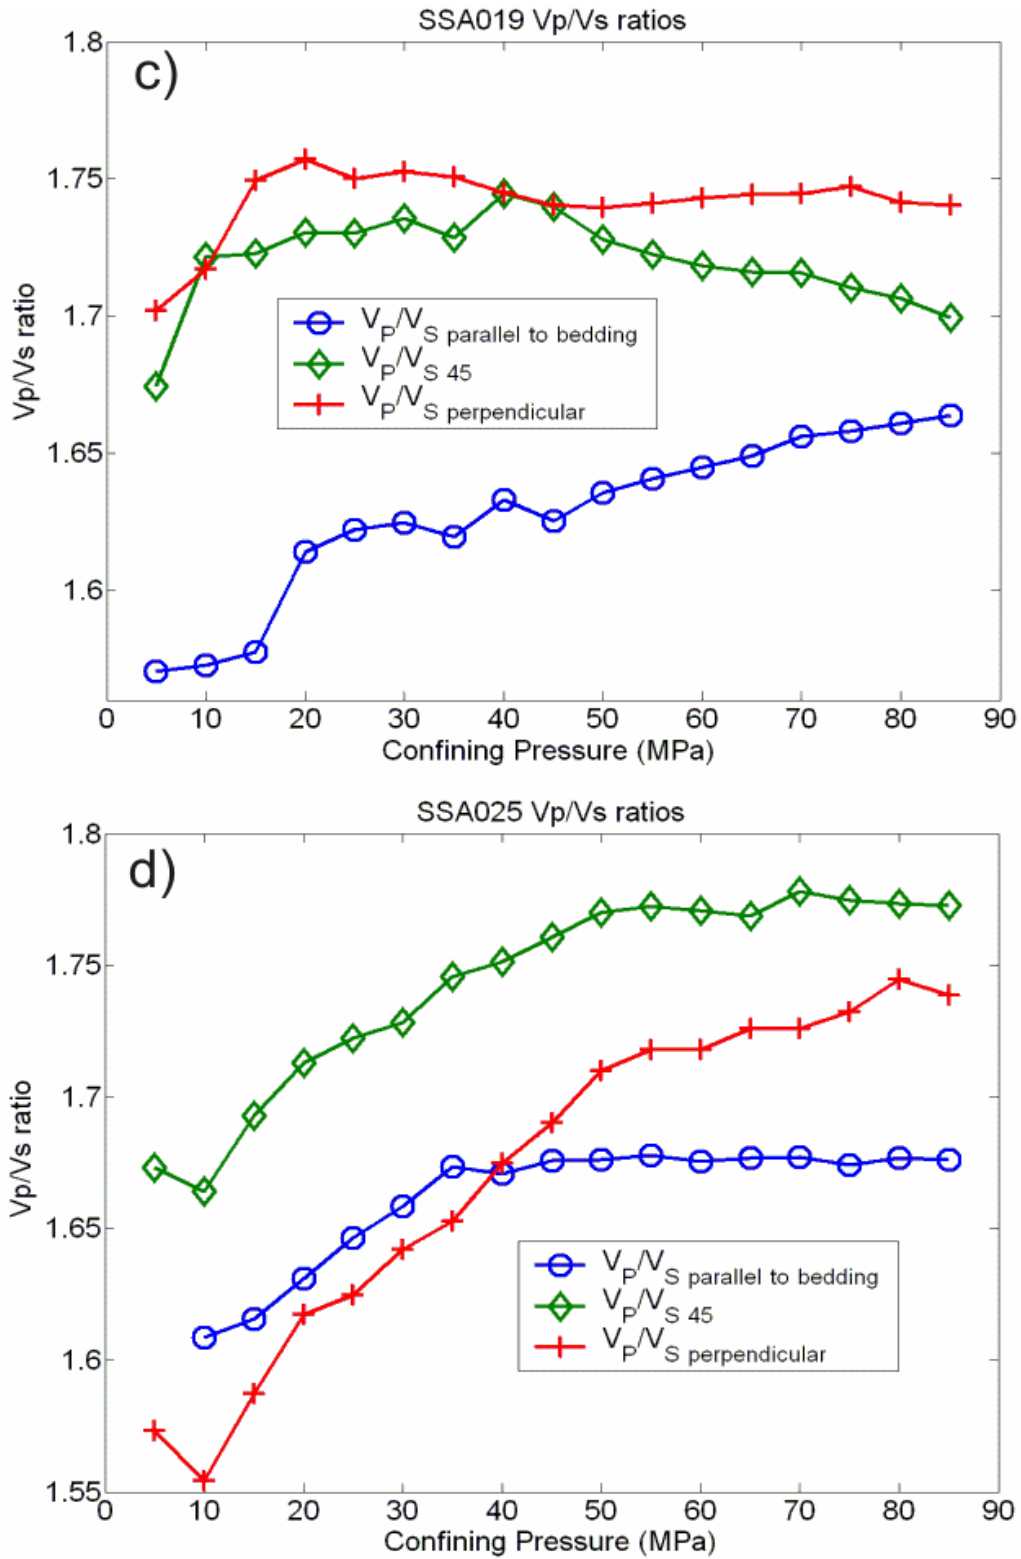 SSA019 Vp/Vs ratios
c)
1.8
1.75
1.7
1.65
1.6
Vp/Vs ratio
VP/VS parallel to bedding
VP/VS 45
VP/VS perpendicular
0 10 20 30 40 50 60 70 80 90
Confining Pressure (MPa)
SSA025 Vp/Vs ratios
d)
1.8
1.75
1.7
1.65
1.6
1.55
Vp/Vs ratio
VP/VS parallel to bedding
VP/VS 45
VP/VS perpendicular
0 10 20 30 40 50 60 70 80 90
Confining Pressure (MPa)